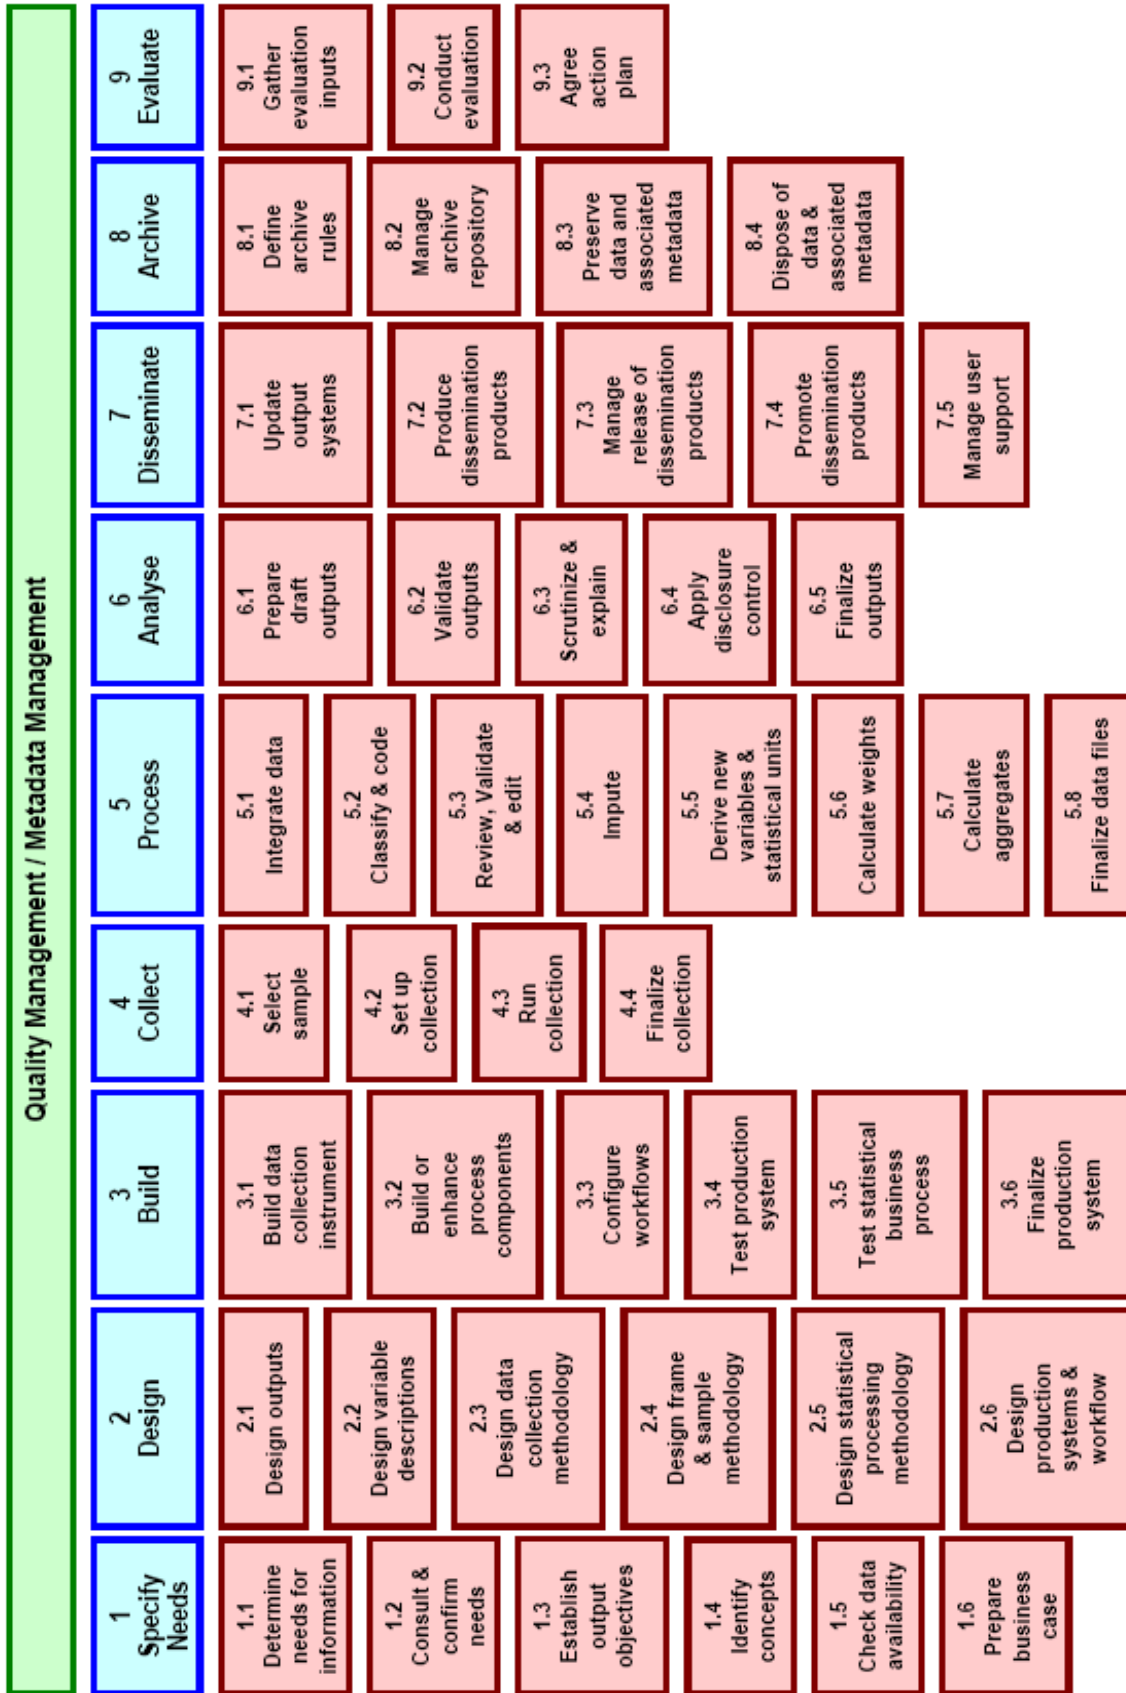 Quality Management / Metadata Management
1
Specify
Needs
1.1
Determine
needs for
information
1.2
Consult &
confirm
needs
1.3
Establish
output
objectives
1.4
Identify
concepts
1.5
Check data
availability
1.6
Prepare
business
case
2
Design
2.1
Design outputs
2.2
Design variable
descriptions
2.3
Design data
collection
methodology
2.4
Design frame
& sample
methodology
2.5
Design statistical
processing
methodology
2.6
Design
production
systems &
workflow
3
Build
3.1
Build data
collection
instrument
3.2
Build or
enhance
process
components
3.3
Configure
workflows
3.4
Test production
system
3.5
Test statistical
business
process
3.6
Finalize
production
system
4
Collect
4.1
Select
sample
4.2
Set up
collection
4.3
Run
collection
4.4
Finalize
collection
5
Process
5.1
Integrate data
5.2
Classify & code
5.3
Review, Validate
& edit
5.4
Impute
5.5
Derive new
variables &
statistical units
5.6
Calculate weights
5.7
Calculate
aggregates
5.8
Finalize data files
6
Analyse
6.1
Prepare
draft
outputs
6.2
Validate
outputs
6.3
Scrutinize &
explain
6.4
Apply
disclosure
control
6.5
Finalize
outputs
7
Disseminate
7.1
Update
output
systems
7.2
Produce
dissemination
products
7.3
Manage
release of
dissemination
products
7.4
Promote
dissemination
products
7.5
Manage user
support
8
Archive
8.1
Define
archive
rules
8.2
Manage
archive
repository
8.3
Preserve
data and
associated
metadata
8.4
Dispose of
data &
associated
metadata
9
Evaluate
9.1
Gather
evaluation
inputs
9.2
Conduct
evaluation
9.3
Agree
action
plan